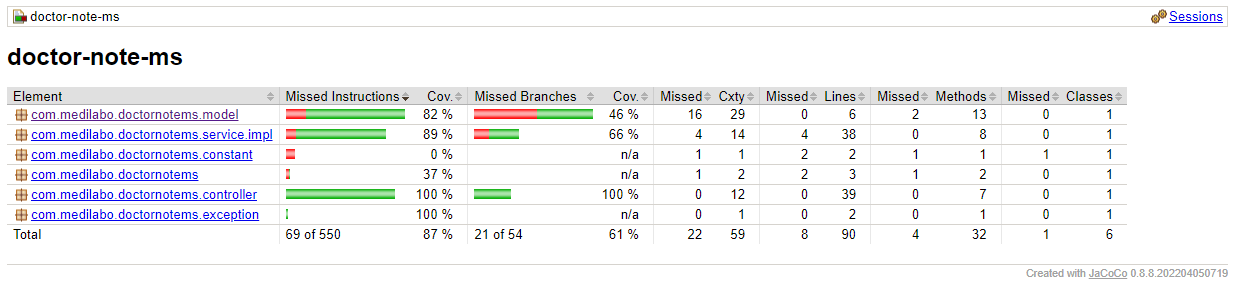 doctor-note-ms Sessions
doctor-note-ms
Element Missed Instructions Cov. Missed Branches Cov. Missed Cxty Missed Lines Missed Methods Missed Classes
com.medilabo.doctornotems.model 82 % 46 % 16 29 0 6 2 13 0 1
com.medilabo.doctornotems.service.impl 89 % 66 % 4 14 4 38 0 8 0 1
com.medilabo.doctornotems.constant 0 % n/a 1 1 2 2 1 1 1 1
com.medilabo.doctornotems 37 % n/a 1 2 2 3 1 2 0 1
com.medilabo.doctornotems.controller 100 % 100 % 0 12 0 39 0 7 0 1
com.medilabo.doctornotems.exception 100 % n/a 0 1 0 2 0 1 0 1
Total 69 of 550 87 % 21 of 54 61 % 22 59 8 90 4 32 1 6
Created with JaCoCo 0.8.8.202204050719